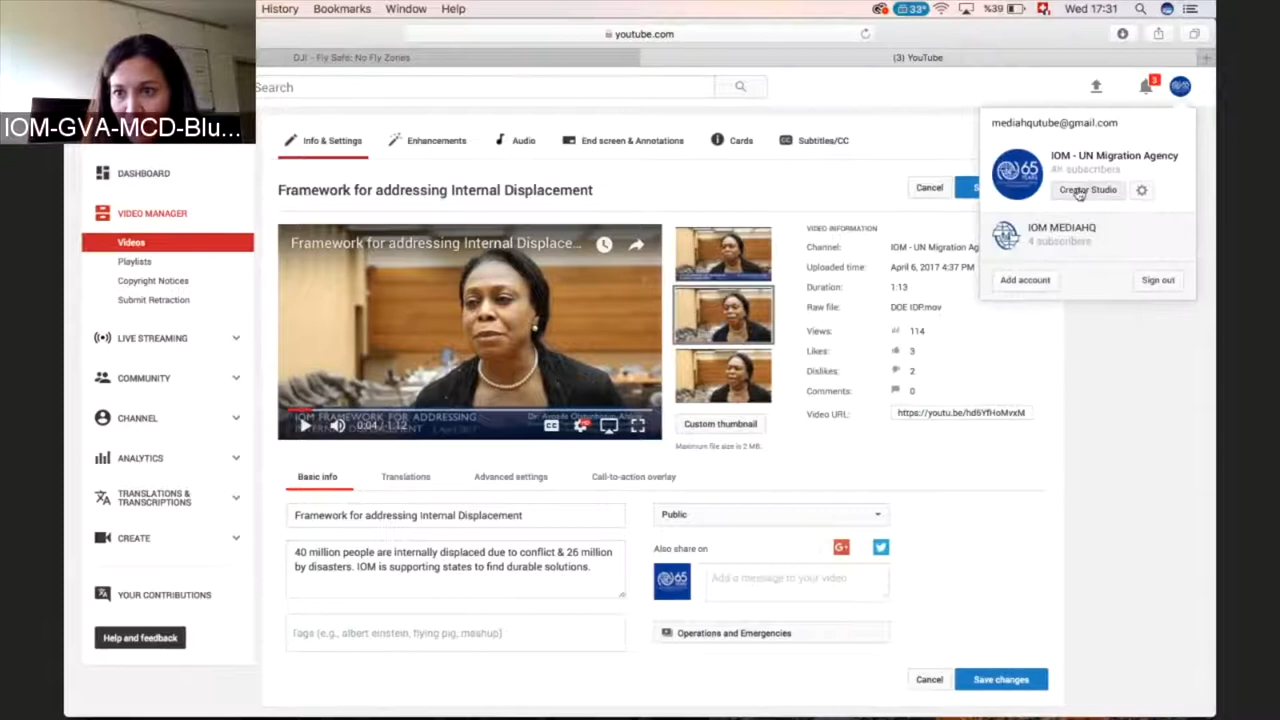 History Bookmarks Window Help
33°
%39
Wed 17:31
youtube.com
DJI - Fly Safe: No Fly Zones
(3) YouTube
Search
3
IOM-GVA-MCD-Blu...
mediahqutube@gmail.com
IOM - UN Migration Agency
subscribers
Creator Studio
IOM MEDIAHQ
4 subscribers
Add account
Sign out
Info & Settings
Enhancements
Audio
End screen & Annotations
Cards
Subtitles/CC
DASHBOARD
VIDEO MANAGER
Videos
Playlists
Copyright Notices
Submit Retraction
LIVE STREAMING
COMMUNITY
CHANNEL
ANALYTICS
TRANSLATIONS & TRANSCRIPTIONS
CREATE
YOUR CONTRIBUTIONS
Help and feedback
Framework for addressing Internal Displacement
Cancel
Framework for addressing Internal Displace...
IOM FRAMEWORK FOR ADDRESSING
0:04 / 1:12
Custom thumbnail
Maximum file size is 2 MB.
VIDEO INFORMATION
Channel: IOM - UN Migration Ag
Uploaded time: April 6, 2017 4:37 PM
Duration: 1:13
Raw file: DOE IDP.mov
Views: 114
Likes: 3
Dislikes: 2
Comments: 0
Video URL: https://youtu.be/hd6YfHoMvxM
Basic info
Translations
Advanced settings
Call-to-action overlay
Framework for addressing Internal Displacement
40 million people are internally displaced due to conflict & 26 million
by disasters. IOM is supporting states to find durable solutions.
Tags (e.g., albert einstein, flying pig, mashup)
Public
Also share on
G+
65
Add a message to your video
Operations and Emergencies
Cancel
Save changes